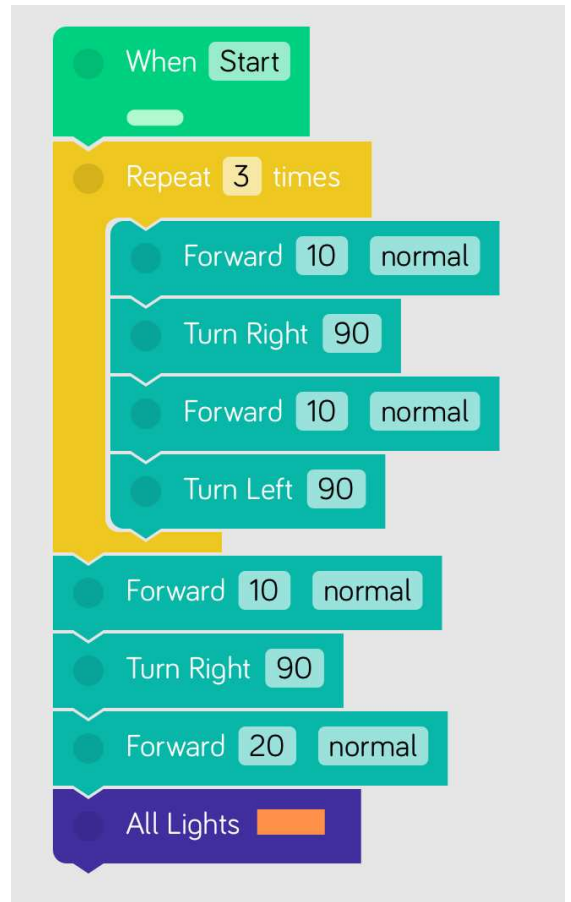 When Start
Repeat 3 times
Forward 10 normal
Turn Right 90
Forward 10 normal
Turn Left 90
Forward 10 normal
Turn Right 90
Forward 20 normal
All Lights